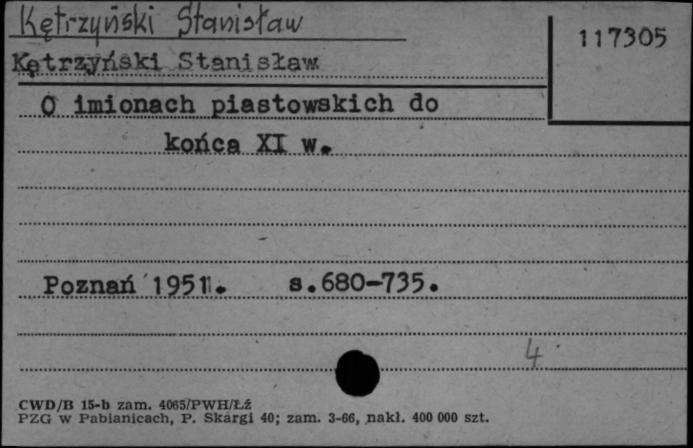 Kętrzyński Stanisław
117305
Kętrzyński Stanisław
O imionach piastowskich do
końca XI w.
Poznań 1951. s.680-735.
4
CWD/B 15-b zam. 4065/PWH/Łź
PZG w Pabianicach, P. Skargi 40; zam. 3-66, nakł. 400 000 szt.